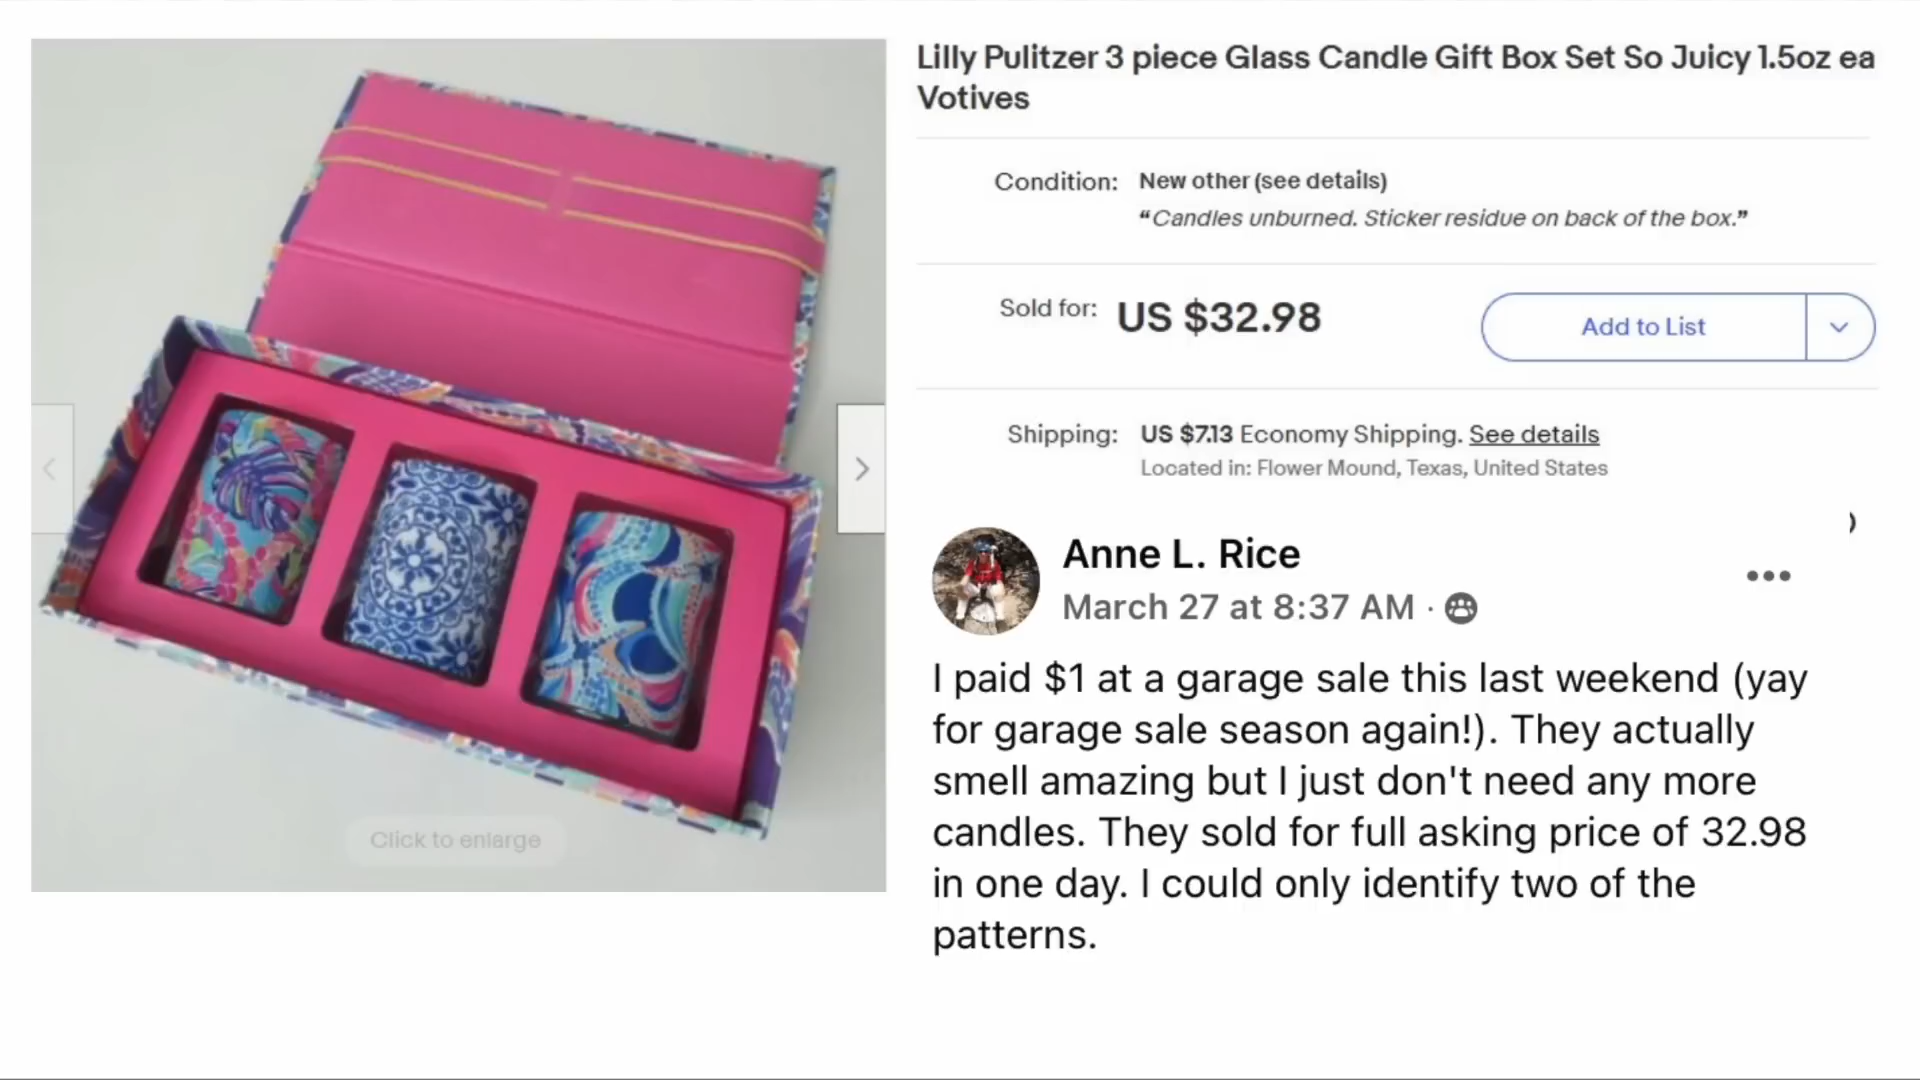 Lilly Pulitzer 3 piece Glass Candle Gift Box Set So Juicy 1.5oz ea
Votives
Condition: New other (see details)
“Candles unburned. Sticker residue on back of the box.”
Sold for: US $32.98
Add to List
Shipping: US $7.13 Economy Shipping. See details
Located in: Flower Mound, Texas, United States
Click to enlarge
Anne L. Rice
March 27 at 8:37 AM ·
I paid $1 at a garage sale this last weekend (yay
for garage sale season again!). They actually
smell amazing but I just don't need any more
candles. They sold for full asking price of 32.98
in one day. I could only identify two of the
patterns.